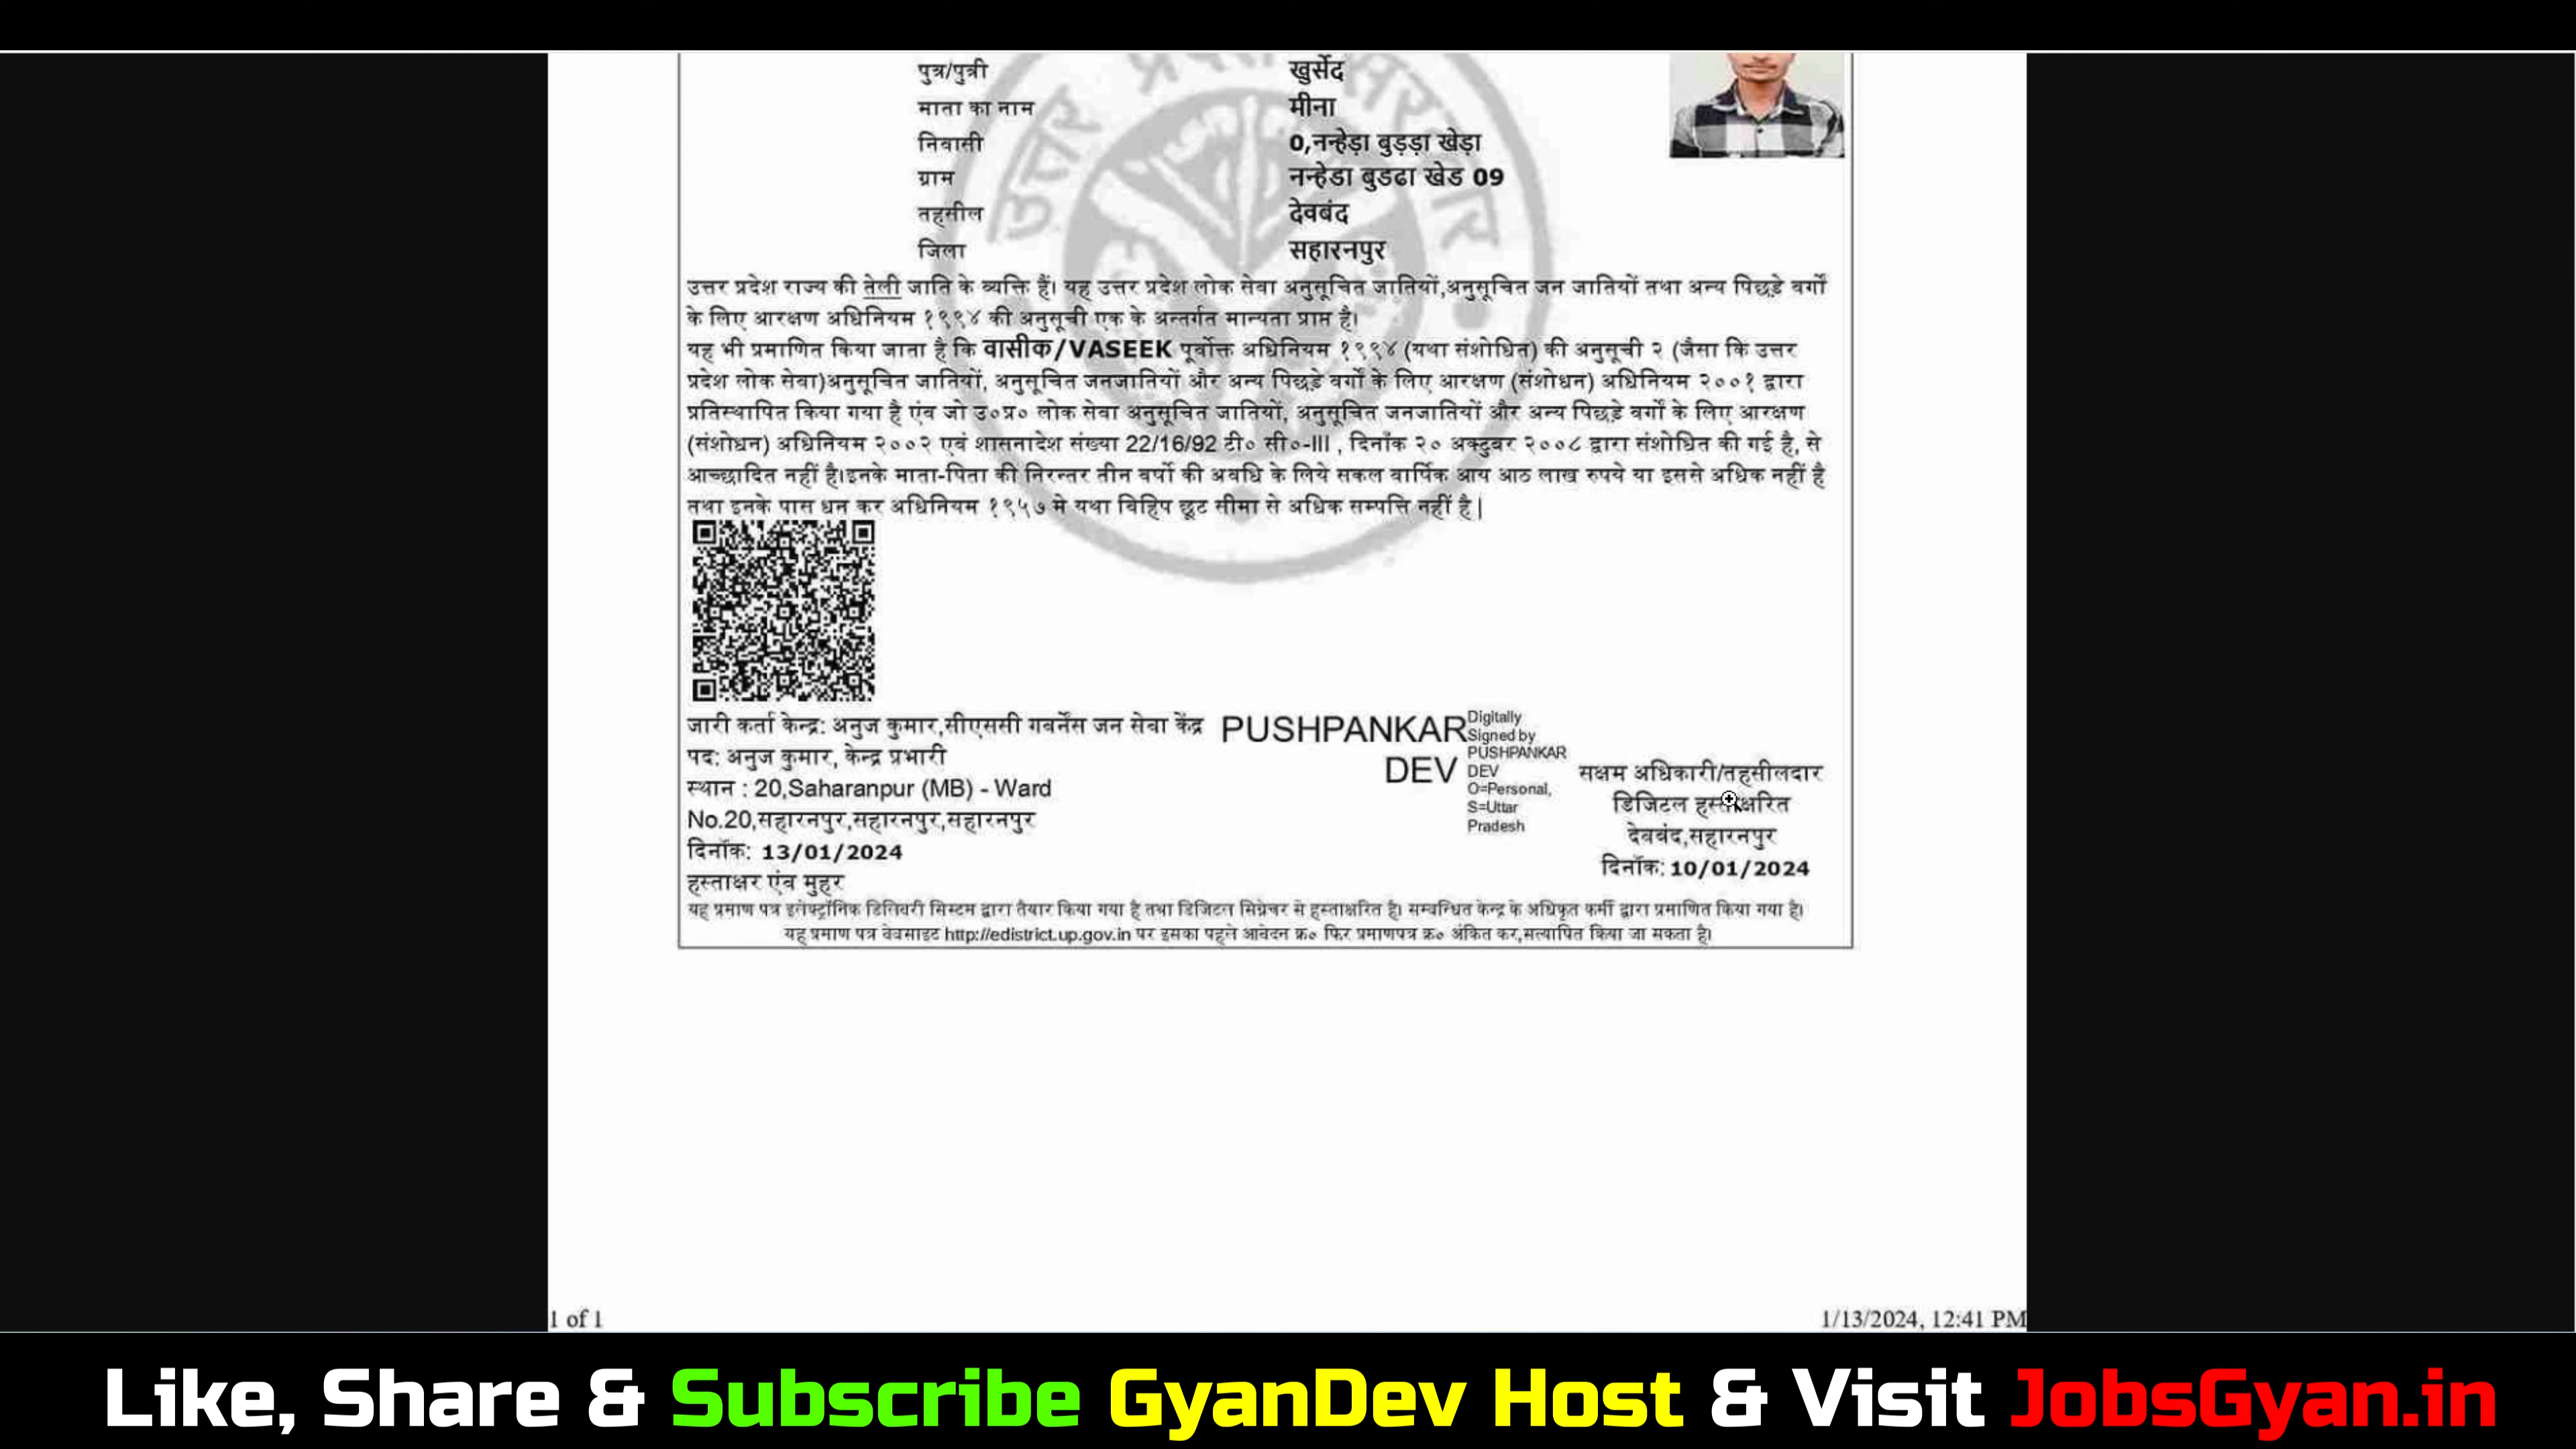 पुत्र/पुत्री खुर्सेद
माता का नाम मीना
निवासी 0,नन्हेड़ा बुड़ड़ा खेड़ा
ग्राम नन्हेडा बुडढा खेड 09
तहसील देवबंद
जिला सहारनपुर
उत्तर प्रदेश राज्य की तेली जाति के व्यक्ति हैं। यह उत्तर प्रदेश लोक सेवा अनुसूचित जातियों,अनुसूचित जन जातियों तथा अन्य पिछड़े वर्गों
के लिए आरक्षण अधिनियम १९९४ की अनुसूची एक के अन्तर्गत मान्यता प्राप्त है।
यह भी प्रमाणित किया जाता है कि वासीक/VASEEK पूर्वोक्त अधिनियम १९९४ (यथा संशोधित) की अनुसूची २ (जैसा कि उत्तर
प्रदेश लोक सेवा)अनुसूचित जातियों, अनुसूचित जनजातियों और अन्य पिछड़े वर्गों के लिए आरक्षण (संशोधन) अधिनियम २००१ द्वारा
प्रतिस्थापित किया गया है एंव जो उ०प्र० लोक सेवा अनुसूचित जातियों, अनुसूचित जनजातियों और अन्य पिछड़े वर्गों के लिए आरक्षण
(संशोधन) अधिनियम २००२ एवं शासनादेश संख्या 22/16/92 टी० सी०-III , दिनाँक २० अक्टुबर २००८ द्वारा संशोधित की गई है, से
आच्छादित नहीं है।इनके माता-पिता की निरन्तर तीन वर्षो की अवधि के लिये सकल वार्षिक आय आठ लाख रुपये या इससे अधिक नहीं है
तथा इनके पास धन कर अधिनियम १९५७ मे यथा विहिप छूट सीमा से अधिक सम्पत्ति नहीं है|
जारी कर्ता केन्द्र: अनुज कुमार,सीएससी गवर्नेंस जन सेवा केंद्र
पद: अनुज कुमार, केन्द्र प्रभारी
स्थान : 20,Saharanpur (MB) - Ward
No.20,सहारनपुर,सहारनपुर,सहारनपुर
दिनॉक: 13/01/2024
हस्ताक्षर एंव मुहर
PUSHPANKAR
DEV
Digitally
Signed by
PUSHPANKAR
DEV
O=Personal,
S=Uttar
Pradesh
सक्षम अधिकारी/तहसीलदार
डिजिटल हस्ताक्षरित
देवबंद,सहारनपुर
दिनॉक: 10/01/2024
यह प्रमाण पत्र इलेक्ट्रॉनिक डिलिवरी सिस्टम द्वारा तैयार किया गया है तथा डिजिटल सिग्नेचर से हस्ताक्षरित है। सम्बन्धित केन्द्र के अधिकृत कर्मी द्वारा प्रमाणित किया गया है।
यह प्रमाण पत्र वेबसाइट http://edistrict.up.gov.in पर इसका पहले आवेदन क्र० फिर प्रमाणपत्र क्र० अंकित कर,सत्यापित किया जा सकता है।
1 of 1 1/13/2024, 12:41 PM
Like, Share & Subscribe GyanDev Host & Visit JobsGyan.in